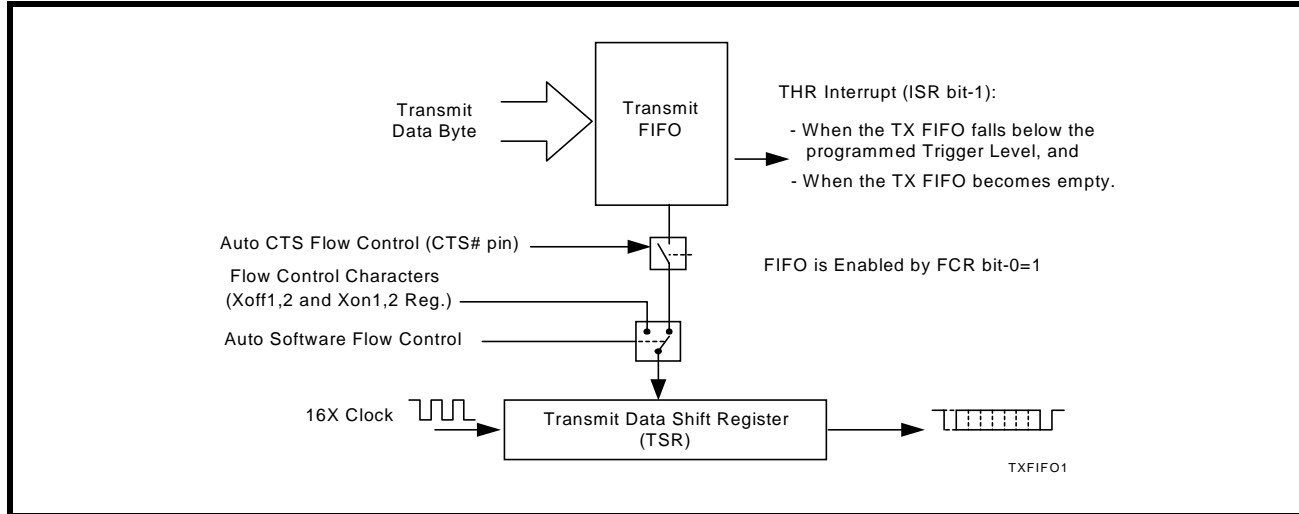 Transmit
Data Byte
Transmit
FIFO
THR Interrupt (ISR bit-1):
- When the TX FIFO falls below the
programmed Trigger Level, and
- When the TX FIFO becomes empty.
Auto CTS Flow Control (CTS# pin)
FIFO is Enabled by FCR bit-0=1
Flow Control Characters
(Xoff1,2 and Xon1,2 Reg.)
Auto Software Flow Control
16X Clock
Transmit Data Shift Register
(TSR)
TXFIFO1